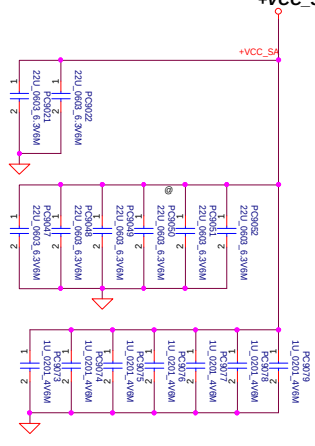 +VCC_S
+VCC_SA
1
2
22U_0603_6.3V6M
PC9021
1
2
22U_0603_6.3V6M
PC9022
@
1
2
22U_0603_6.3V6M
PC9047
1
2
22U_0603_6.3V6M
PC9048
1
2
22U_0603_6.3V6M
PC9049
1
2
22U_0603_6.3V6M
PC9050
1
2
22U_0603_6.3V6M
PC9051
1
2
22U_0603_6.3V6M
PC9052
1
2
1U_0201_4V6M
PC9073
1
2
1U_0201_4V6M
PC9074
1
2
1U_0201_4V6M
PC9075
1
2
1U_0201_4V6M
PC9076
1
2
1U_0201_4V6M
PC9077
1
2
1U_0201_4V6M
PC9078
1
2
1U_0201_4V6M
PC9079